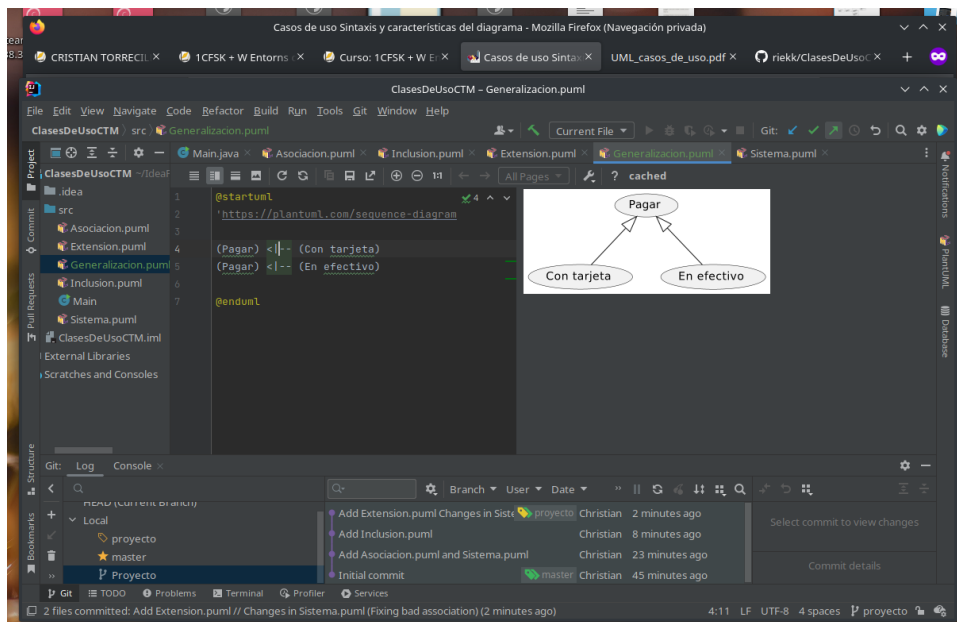 Casos de uso Sintaxis y características del diagrama - Mozilla Firefox (Navegación privada)
CRISTIAN TORRECIL
1CFSK + W Entorns
Curso: 1CFSK + W En
Casos de uso Sintax
UML_casos_de_uso.pdf
riekk/ClasesDeUsoC
ClasesDeUsoCTM – Generalizacion.puml
File Edit View Navigate Code Refactor Build Run Tools Git Window Help
ClasesDeUsoCTM src Generalizacion.puml
Current File
Git:
Project
ClasesDeUsoCTM ~/IdeaP
Main.java
Asociacion.puml
Inclusion.puml
Extension.puml
Generalizacion.puml
Sistema.puml
1:1
All Pages
? cached
.idea
src
Asociacion.puml
Extension.puml
Generalizacion.puml
Inclusion.puml
Main
Sistema.puml
ClasesDeUsoCTM.iml
External Libraries
Scratches and Consoles
1 @startuml
4
2 'https://plantuml.com/sequence-diagram
3
4 (Pagar) <|-- (Con tarjeta)
5 (Pagar) <|-- (En efectivo)
6
7 @enduml
Pagar
Con tarjeta
En efectivo
Commit
Pull Requests
Structure
Bookmarks
Notifications
PlantUML
Database
Git: Log Console
Branch User Date
HEAD (Current Branch)
Local
proyecto
master
Proyecto
Add Extension.puml Changes in Siste proyecto Christian 2 minutes ago
Add Inclusion.puml Christian 8 minutes ago
Add Asociacion.puml and Sistema.puml Christian 23 minutes ago
Initial commit master Christian 45 minutes ago
Select commit to view changes
Commit details
Git TODO Problems Terminal Profiler Services
2 files committed: Add Extension.puml // Changes in Sistema.puml (Fixing bad association) (2 minutes ago)
4:11 LF UTF-8 4 spaces proyecto